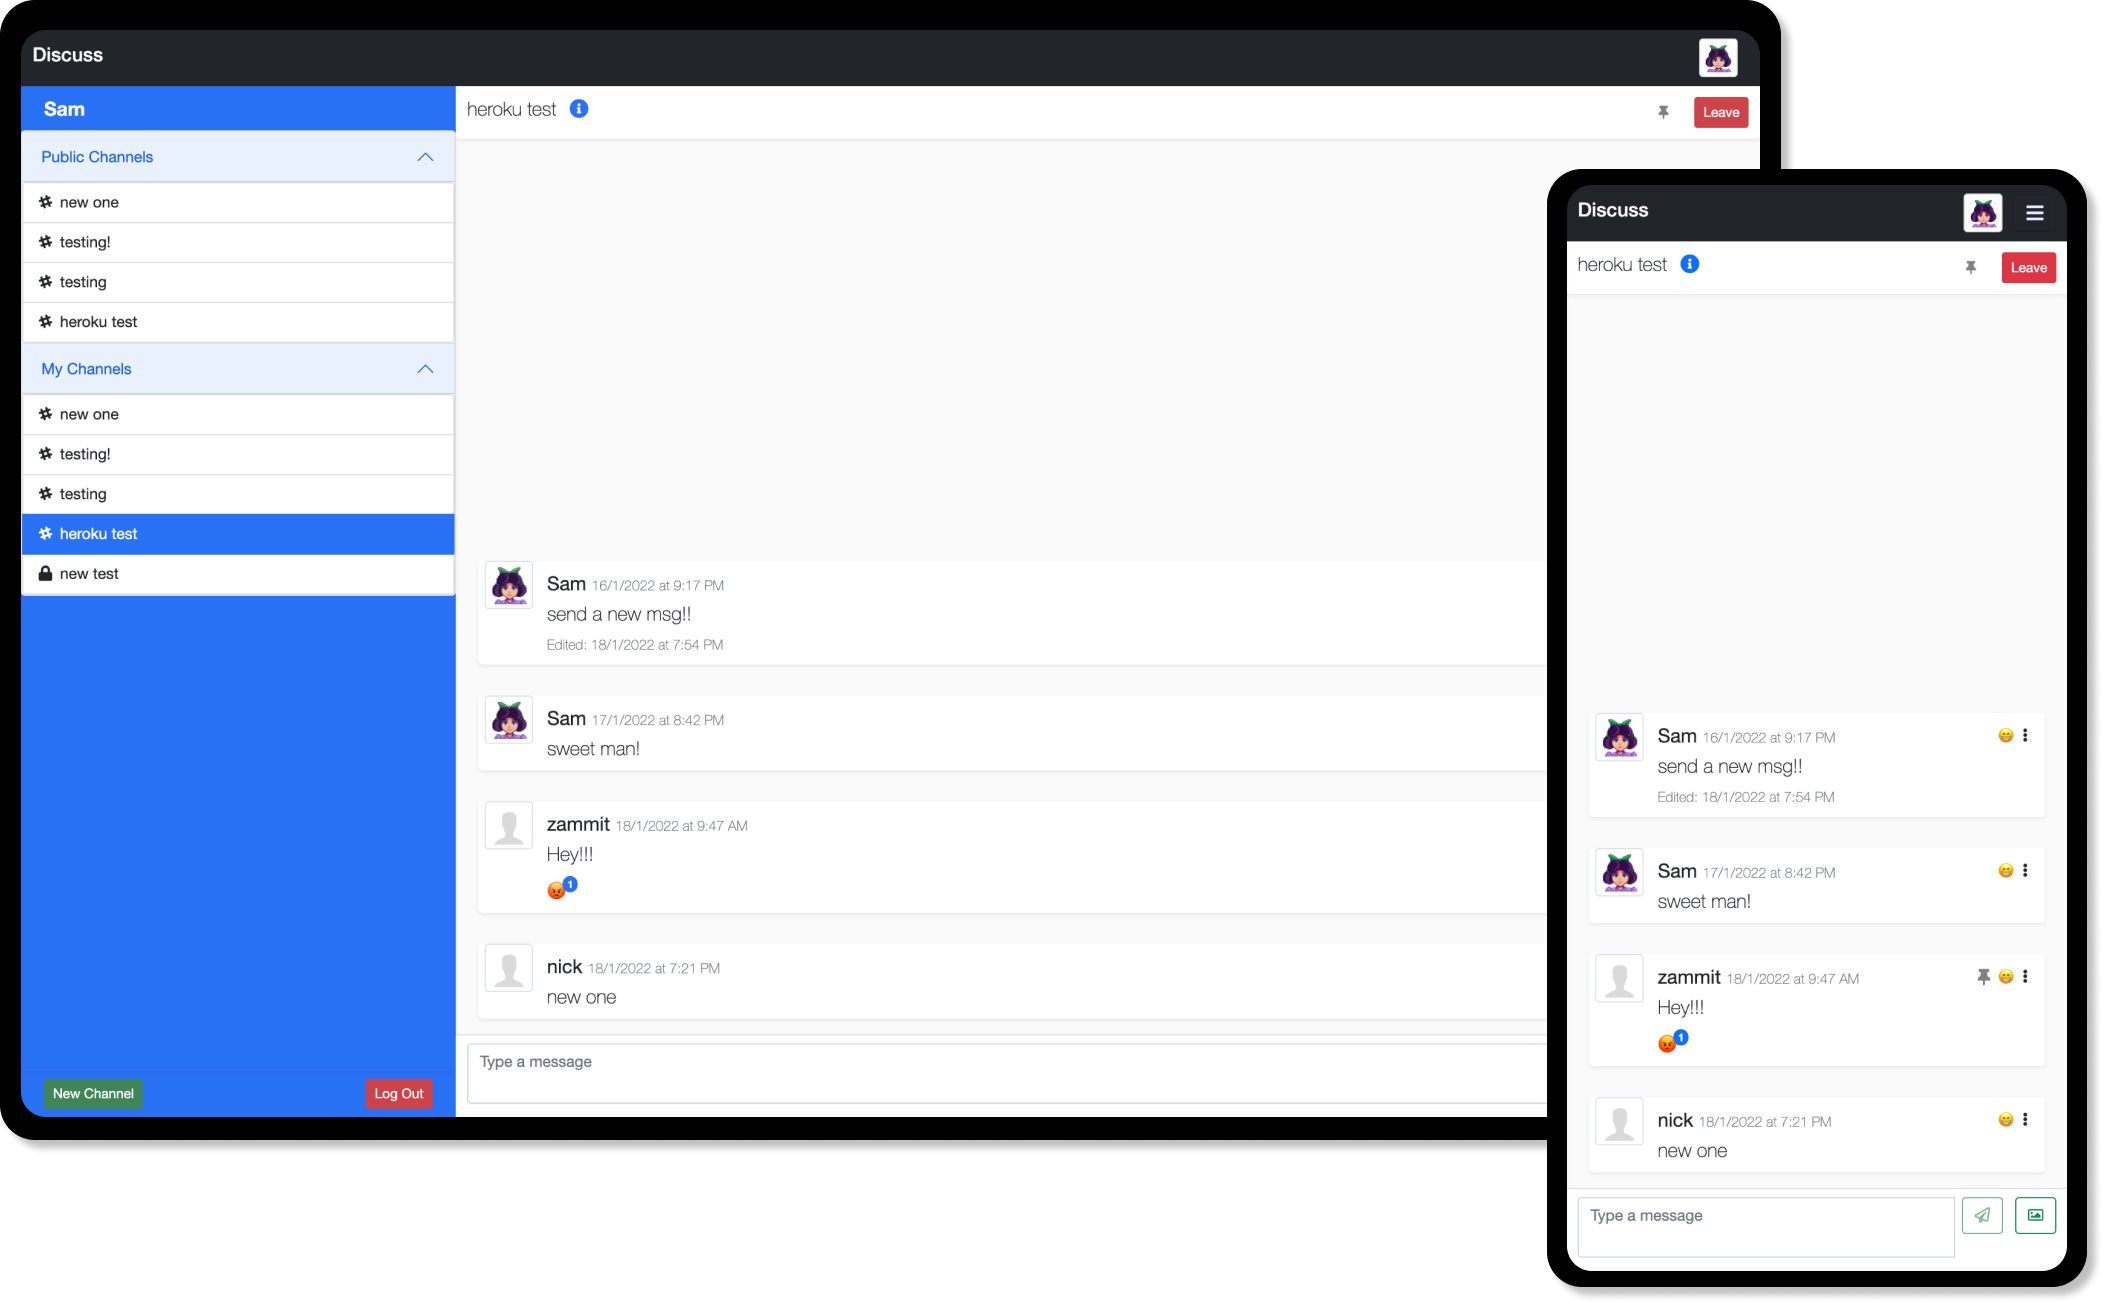 Discuss
Sam
Public Channels
new one
testing!
testing
heroku test
My Channels
new one
testing!
testing
heroku test
new test
New Channel
Log Out
heroku test
Leave
Sam 16/1/2022 at 9:17 PM
send a new msg!!
Edited: 18/1/2022 at 7:54 PM
Sam 17/1/2022 at 8:42 PM
sweet man!
zammit 18/1/2022 at 9:47 AM
Hey!!!
1
nick 18/1/2022 at 7:21 PM
new one
Type a message
Discuss
heroku test
Leave
Sam 16/1/2022 at 9:17 PM
send a new msg!!
Edited: 18/1/2022 at 7:54 PM
Sam 17/1/2022 at 8:42 PM
sweet man!
zammit 18/1/2022 at 9:47 AM
Hey!!!
1
nick 18/1/2022 at 7:21 PM
new one
Type a message